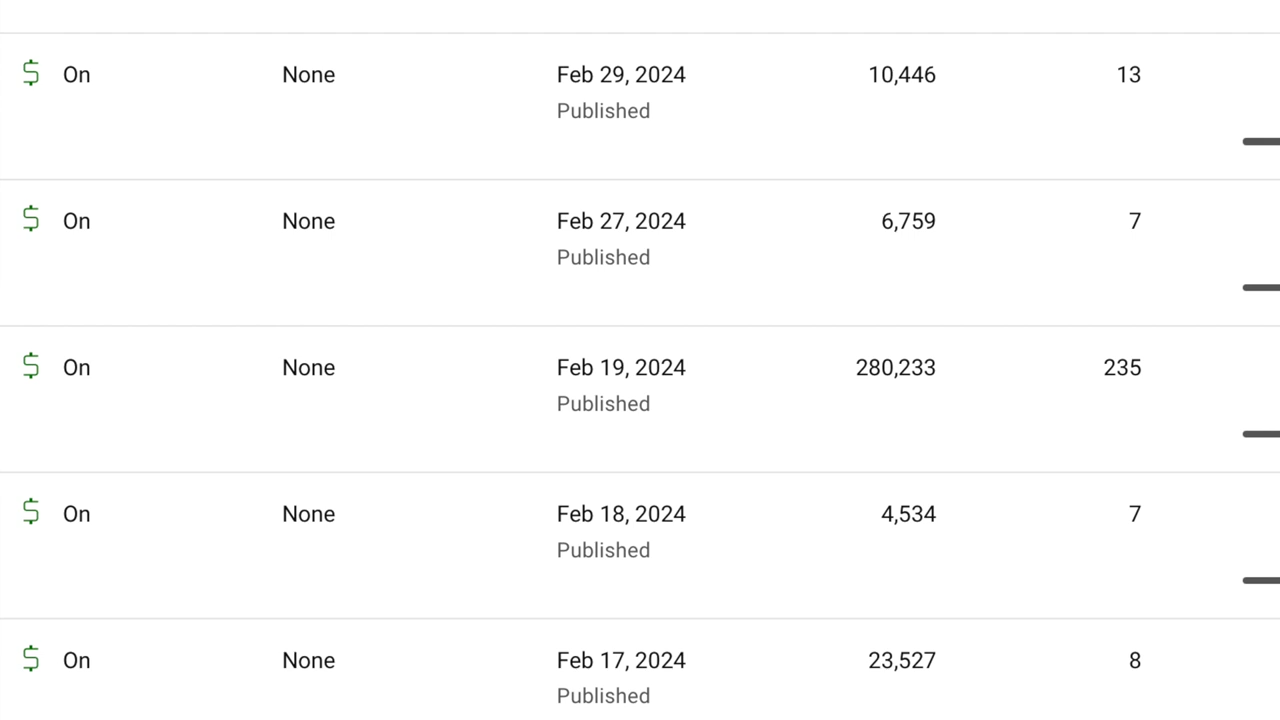 $ On None Feb 29, 2024 10,446 13
Published
$ On None Feb 27, 2024 6,759 7
Published
$ On None Feb 19, 2024 280,233 235
Published
$ On None Feb 18, 2024 4,534 7
Published
$ On None Feb 17, 2024 23,527 8
Published